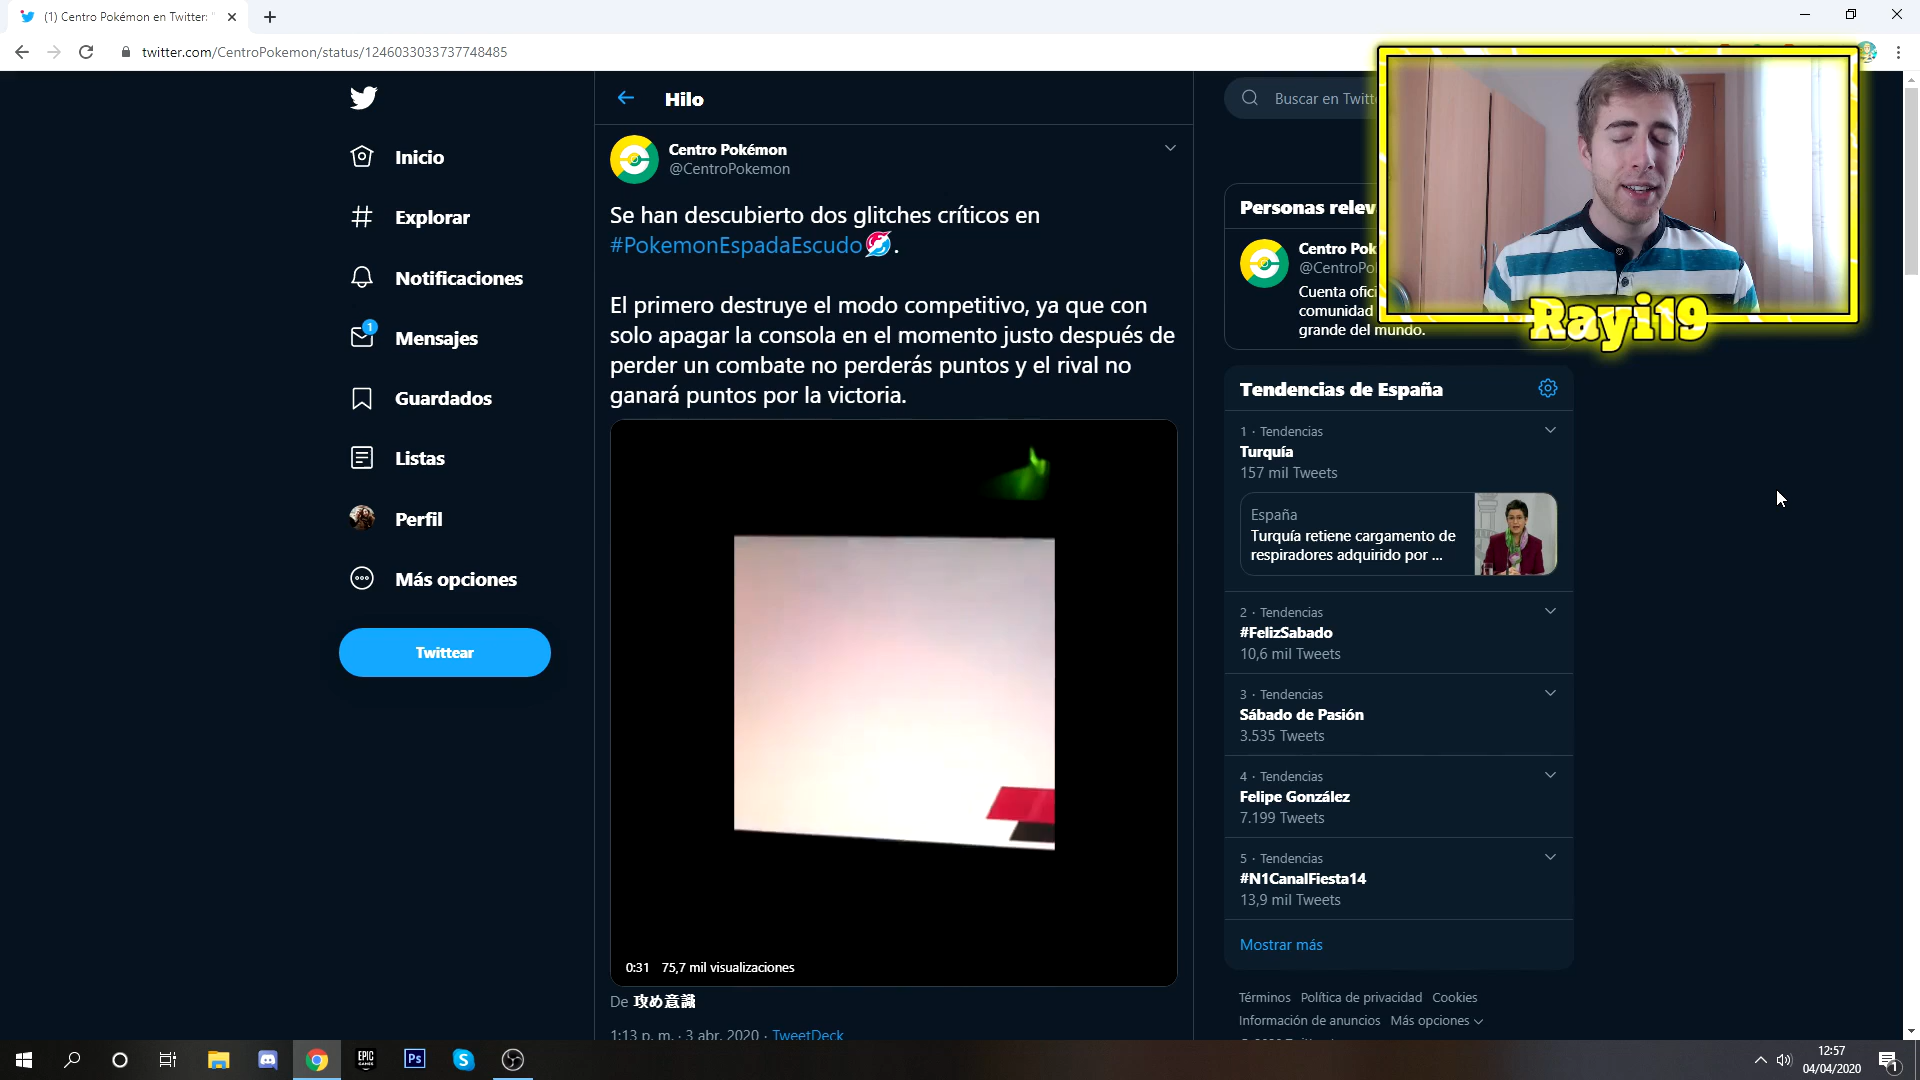 (1) Centro Pokémon en Twitter: "
twitter.com/CentroPokemon/status/1246033033737748485
Inicio
Explorar
Notificaciones
1
Mensajes
Guardados
Listas
Perfil
Más opciones
Twittear
Hilo
Centro Pokémon
@CentroPokemon
Se han descubierto dos glitches críticos en
#PokemonEspadaEscudo.
El primero destruye el modo competitivo, ya que con
solo apagar la consola en el momento justo después de
perder un combate no perderás puntos y el rival no
ganará puntos por la victoria.
0:31 75,7 mil visualizaciones
De 攻め意識
1:13 p. m. · 3 abr. 2020 · TweetDeck
Buscar en Twitt
Personas relev
Centro Pok
@CentroPo
Cuenta ofici
comunidad
grande del mundo.
Rayi19
Tendencias de España
1 · Tendencias
Turquía
157 mil Tweets
España
Turquía retiene cargamento de
respiradores adquirido por ...
2 · Tendencias
#FelizSabado
10,6 mil Tweets
3 · Tendencias
Sábado de Pasión
3.535 Tweets
4 · Tendencias
Felipe González
7.199 Tweets
5 · Tendencias
#N1CanalFiesta14
13,9 mil Tweets
Mostrar más
Términos Política de privacidad Cookies
Información de anuncios Más opciones
EPIC
GAMES
Ps
S
12:57
04/04/2020
1